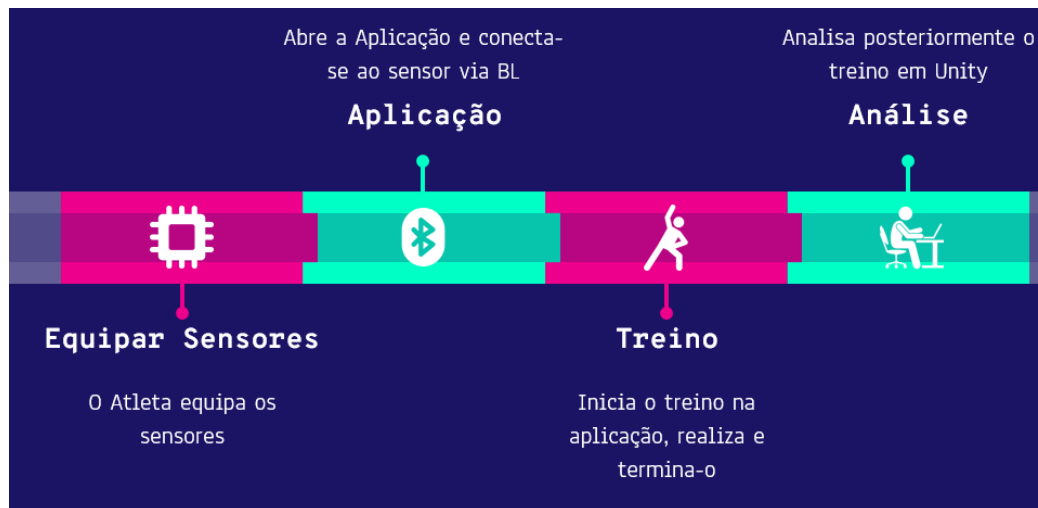 Abre a Aplicação e conecta-
se ao sensor via BL
Aplicação
Analisa posteriormente o
treino em Unity
Análise
Equipar Sensores
O Atleta equipa os
sensores
Treino
Inicia o treino na
aplicação, realiza e
termina-o